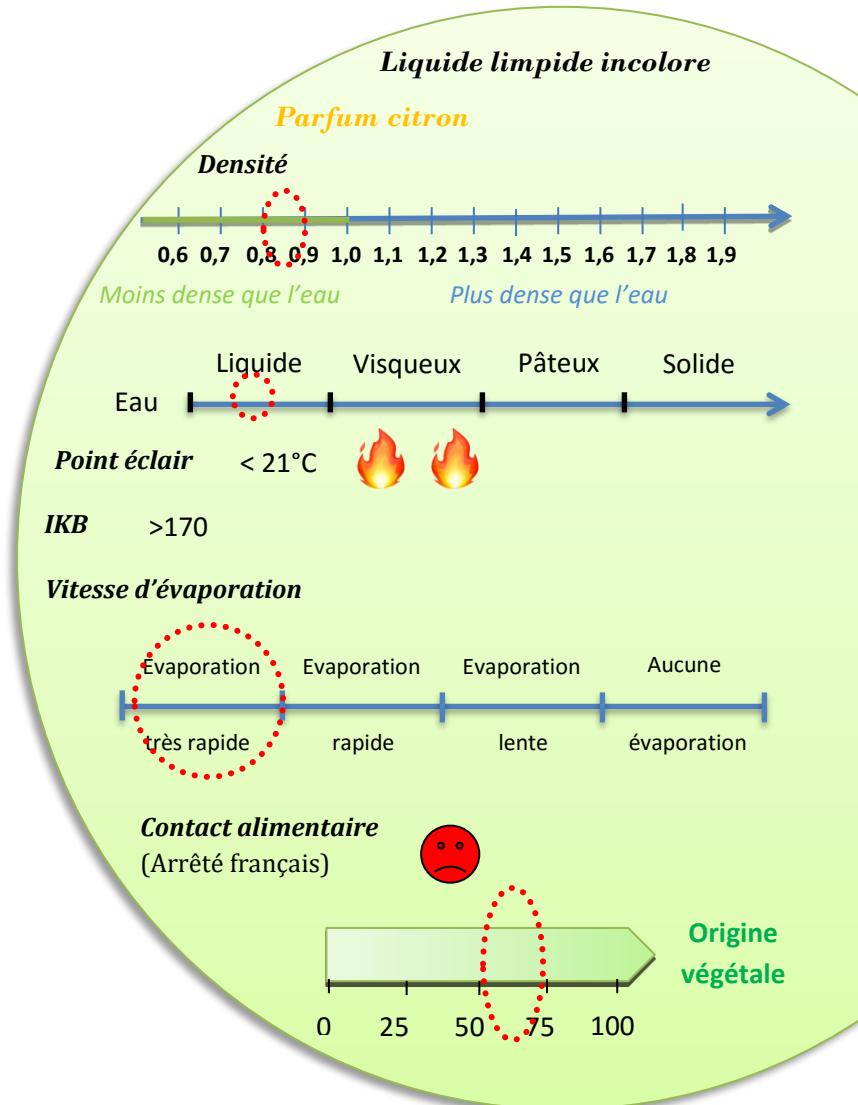 Liquide limpide incolore
Parfum citron
Densité
0,6 0,7 0,8 0,9 1,0 1,1 1,2 1,3 1,4 1,5 1,6 1,7 1,8 1,9
Moins dense que l'eau Plus dense que l'eau
Liquide Visqueux Pâteux Solide
Eau
Point éclair < 21°C
IKB >170
Vitesse d'évaporation
Evaporation Evaporation Evaporation Aucune
très rapide rapide lente évaporation
Contact alimentaire
(Arrêté français)
Origine
végétale
0 25 50 75 100